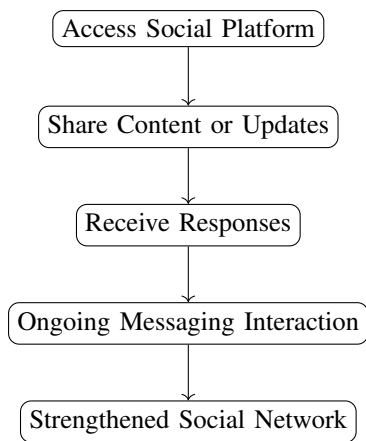 Access Social Platform
Share Content or Updates
Receive Responses
Ongoing Messaging Interaction
Strengthened Social Network